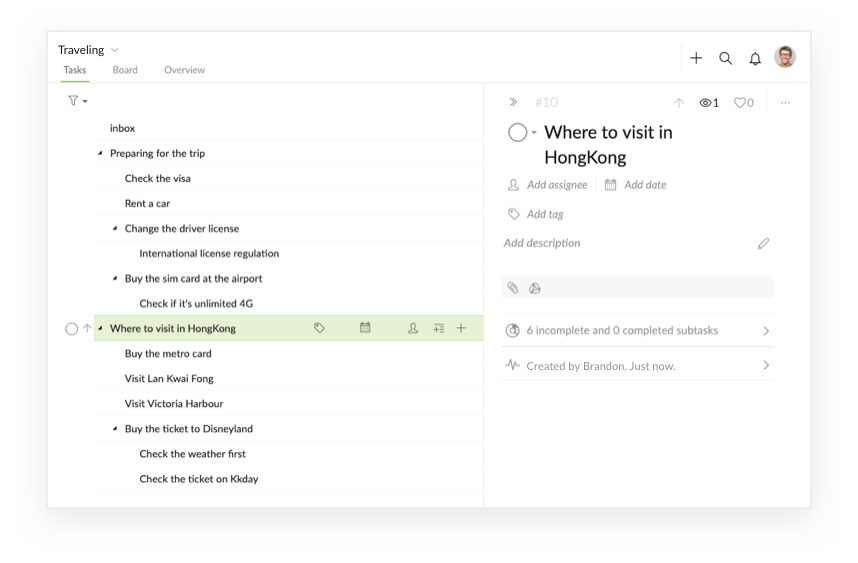 Traveling
Tasks Board Overview
inbox
Preparing for the trip
Check the visa
Rent a car
Change the driver license
International license regulation
Buy the sim card at the airport
Check if it's unlimited 4G
Where to visit in HongKong
Buy the metro card
Visit Lan Kwai Fong
Visit Victoria Harbour
Buy the ticket to Disneyland
Check the weather first
Check the ticket on Kkday
#10
1
0
Where to visit in
HongKong
Add assignee Add date
Add tag
Add description
6 incomplete and 0 completed subtasks
Created by Brandon, Just now.